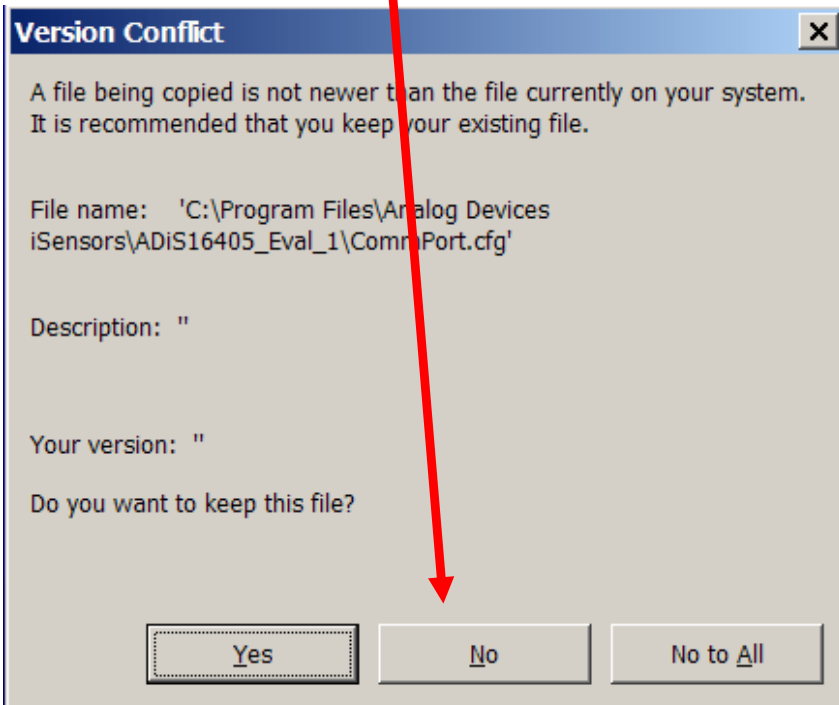 Version Conflict
A file being copied is not newer than the file currently on your system.
It is recommended that you keep your existing file.
File name: 'C:\Program Files\Analog Devices
iSensors\ADiS16405_Eval_1\CommPort.cfg'
Description: ''
Your version: ''
Do you want to keep this file?
Yes
No
No to All